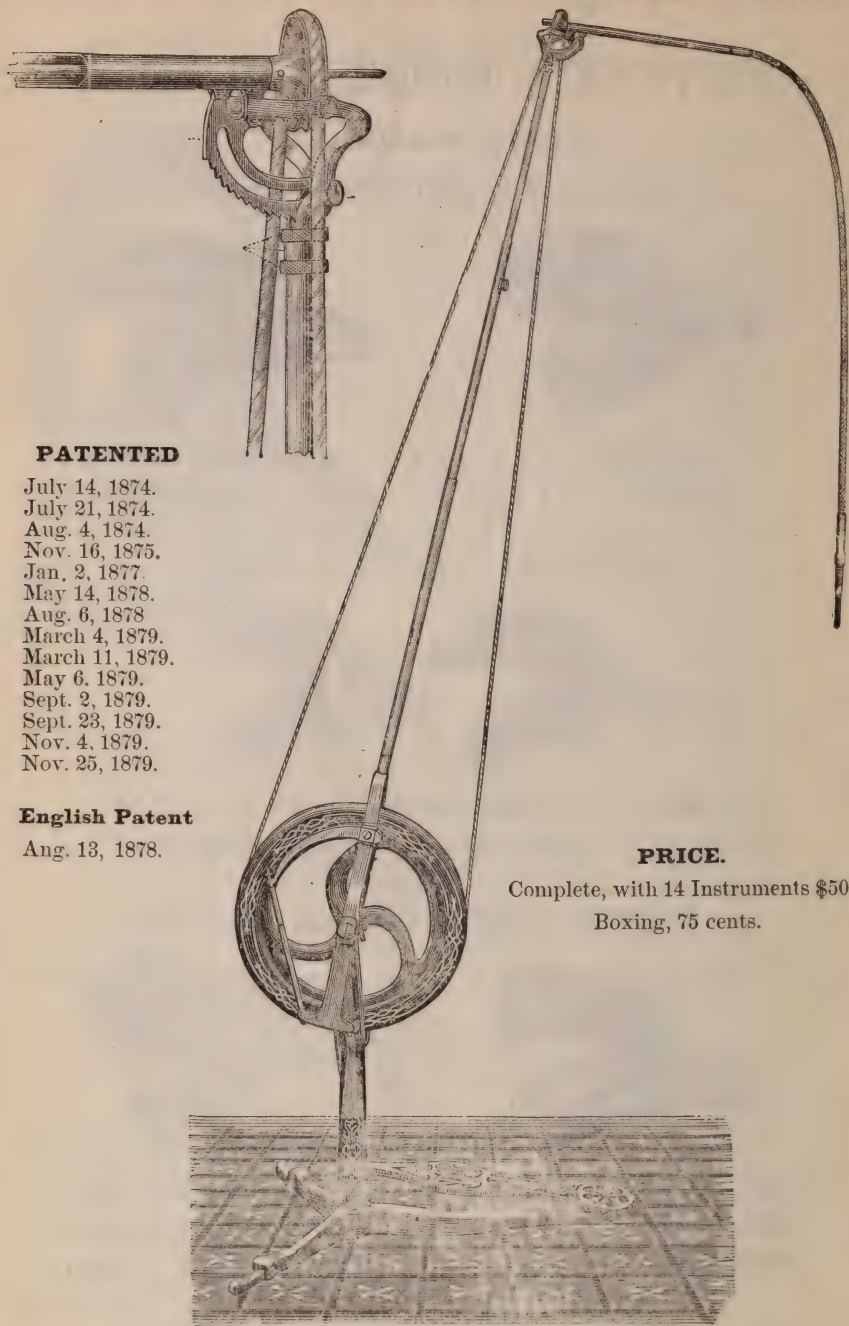 PATENTED
July 14, 1874.
July 21, 1874.
Aug. 4, 1874.
Nov. 16, 1875.
Jan. 2, 1877.
May 14, 1878.
Aug. 6, 1878
March 4, 1879.
March 11, 1879.
May 6. 1879.
Sept. 2, 1879.
Sept. 23, 1879.
Nov. 4, 1879.
Nov. 25, 1879.
English Patent
Aug. 13, 1878.
PRICE.
Complete, with 14 Instruments $50
Boxing, 75 cents.